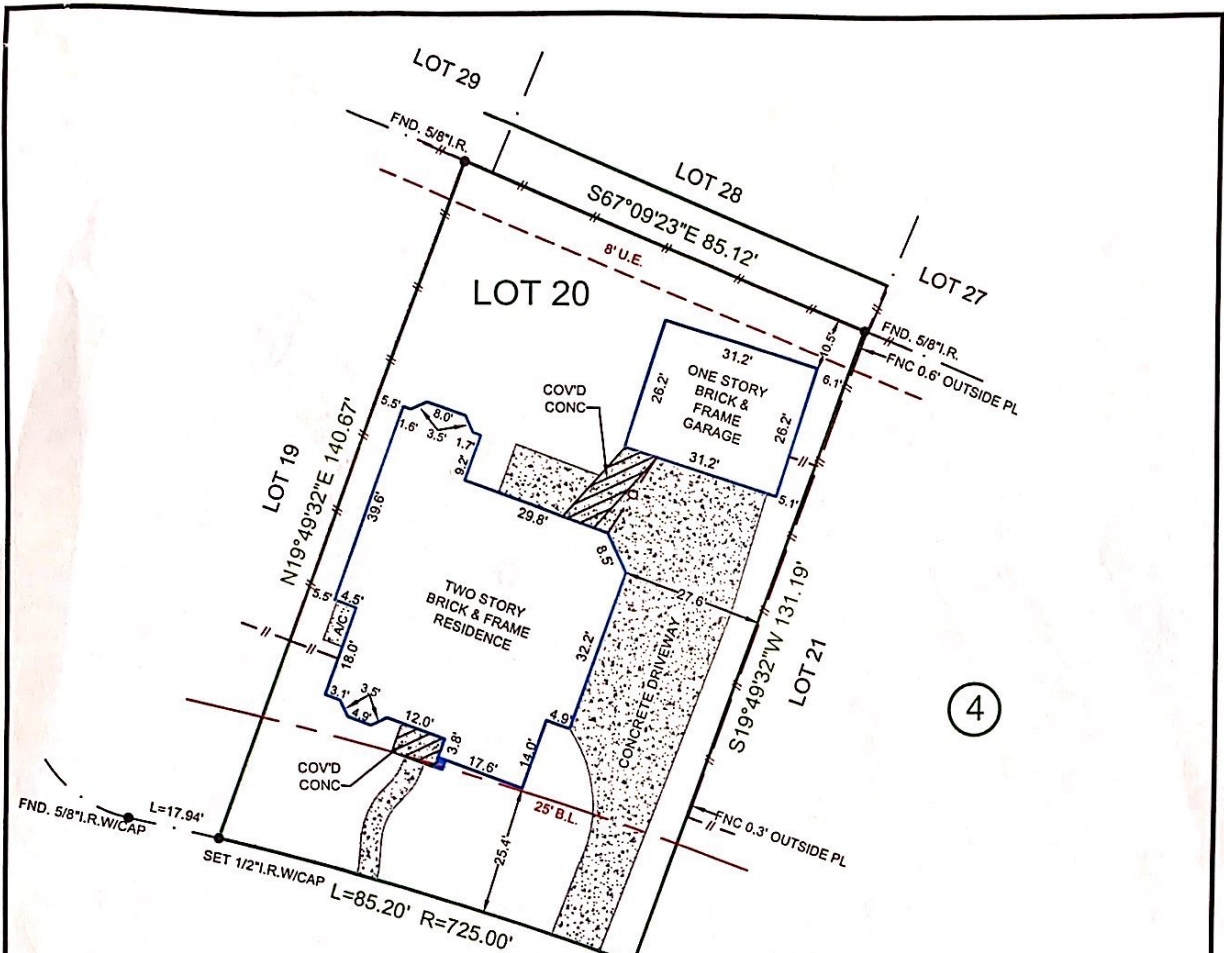 LOT 29
FND. 5/8"I.R.
LOT 28
S67°09'23"E 85.12'
8' U.E.
LOT 27
LOT 20
FND. 5/8"I.R.
10.5'
FNC 0.6' OUTSIDE PL
31.2'
6.1'
26.2'
ONE STORY
BRICK &
FRAME
GARAGE
26.2'
COV'D
CONC
31.2'
5.1'
5.5'
8.0'
1.6'
3.5'
1.7'
9.2'
LOT 19
N19°49'32"E 140.67'
39.6'
29.8'
8.5'
TWO STORY
BRICK & FRAME
RESIDENCE
27.6'
5.5'
4.5'
A/C
18.0'
32.2'
CONCRETE DRIVEWAY
S19°49'32"W 131.19'
LOT 21
4
3.1'
3.5'
4.9'
12.0'
3.8'
17.6'
14.0'
4.9'
COV'D
CONC
25' B.L.
25.4'
FNC 0.3' OUTSIDE PL
FND. 5/8"I.R.W/CAP
L=17.94'
SET 1/2"I.R.W/CAP
L=85.20' R=725.00'